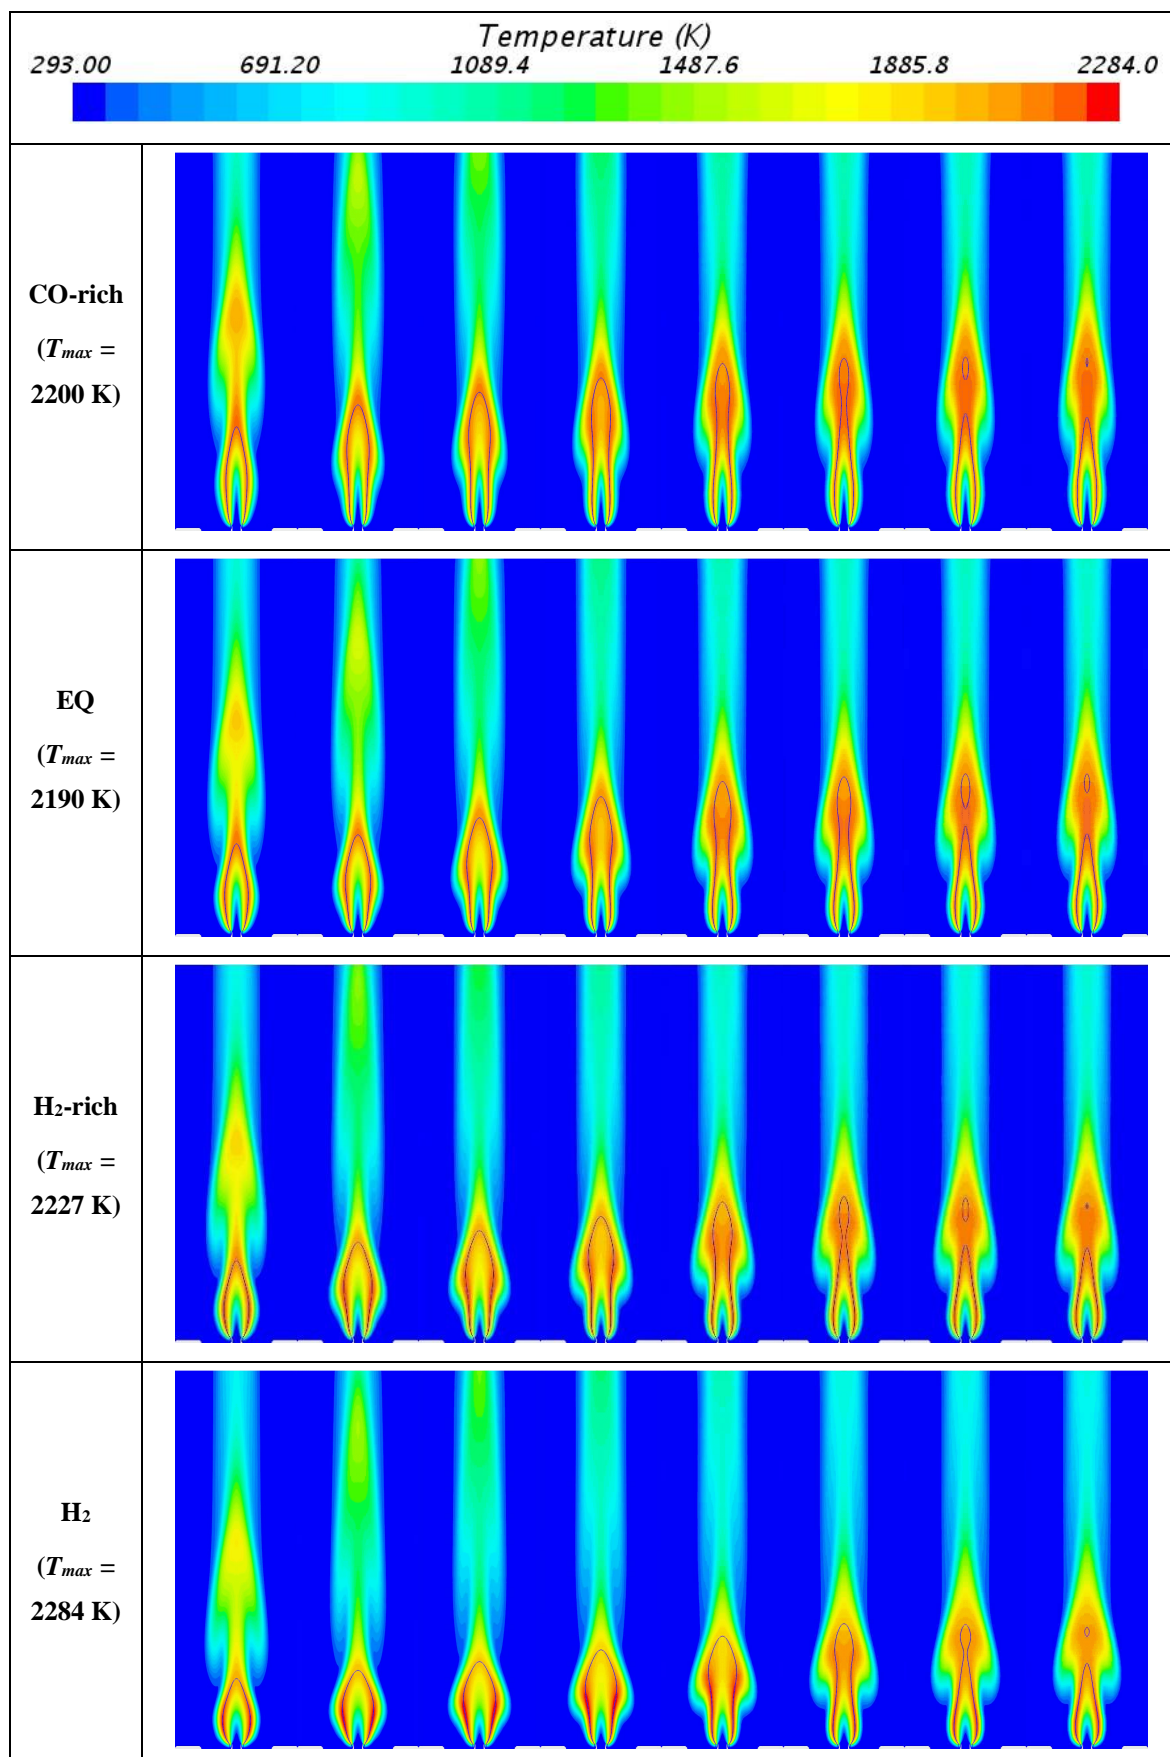 Temperature (K)
293.00 691.20 1089.4 1487.6 1885.8 2284.0
CO-rich
(Tmax =
2200 K)
EQ
(Tmax =
2190 K)
H2-rich
(Tmax =
2227 K)
H2
(Tmax =
2284 K)